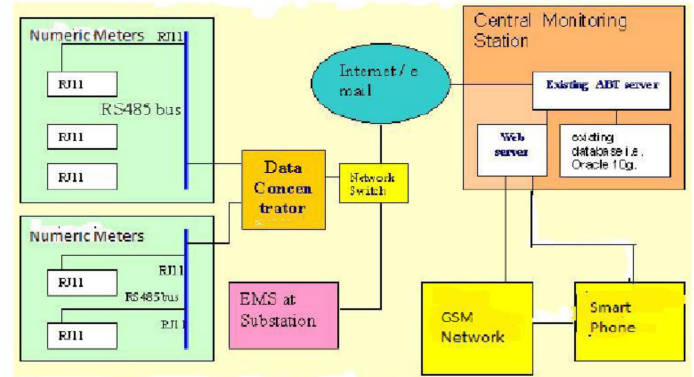 Numeric Meters RJ11
RJ11
RS485 bus
RJ11
RJ11
Numeric Meters
RJ11
RJ11
RS485 bus
RJ11
RJ11
Data
Concen
trator
Network
Switch
EMS at
Substation
Internet / e
mail
Central Monitoring
Station
Existing ABT server
Web
server
existing
database i.e.
Oracle 10g.
GSM
Network
Smart
Phone